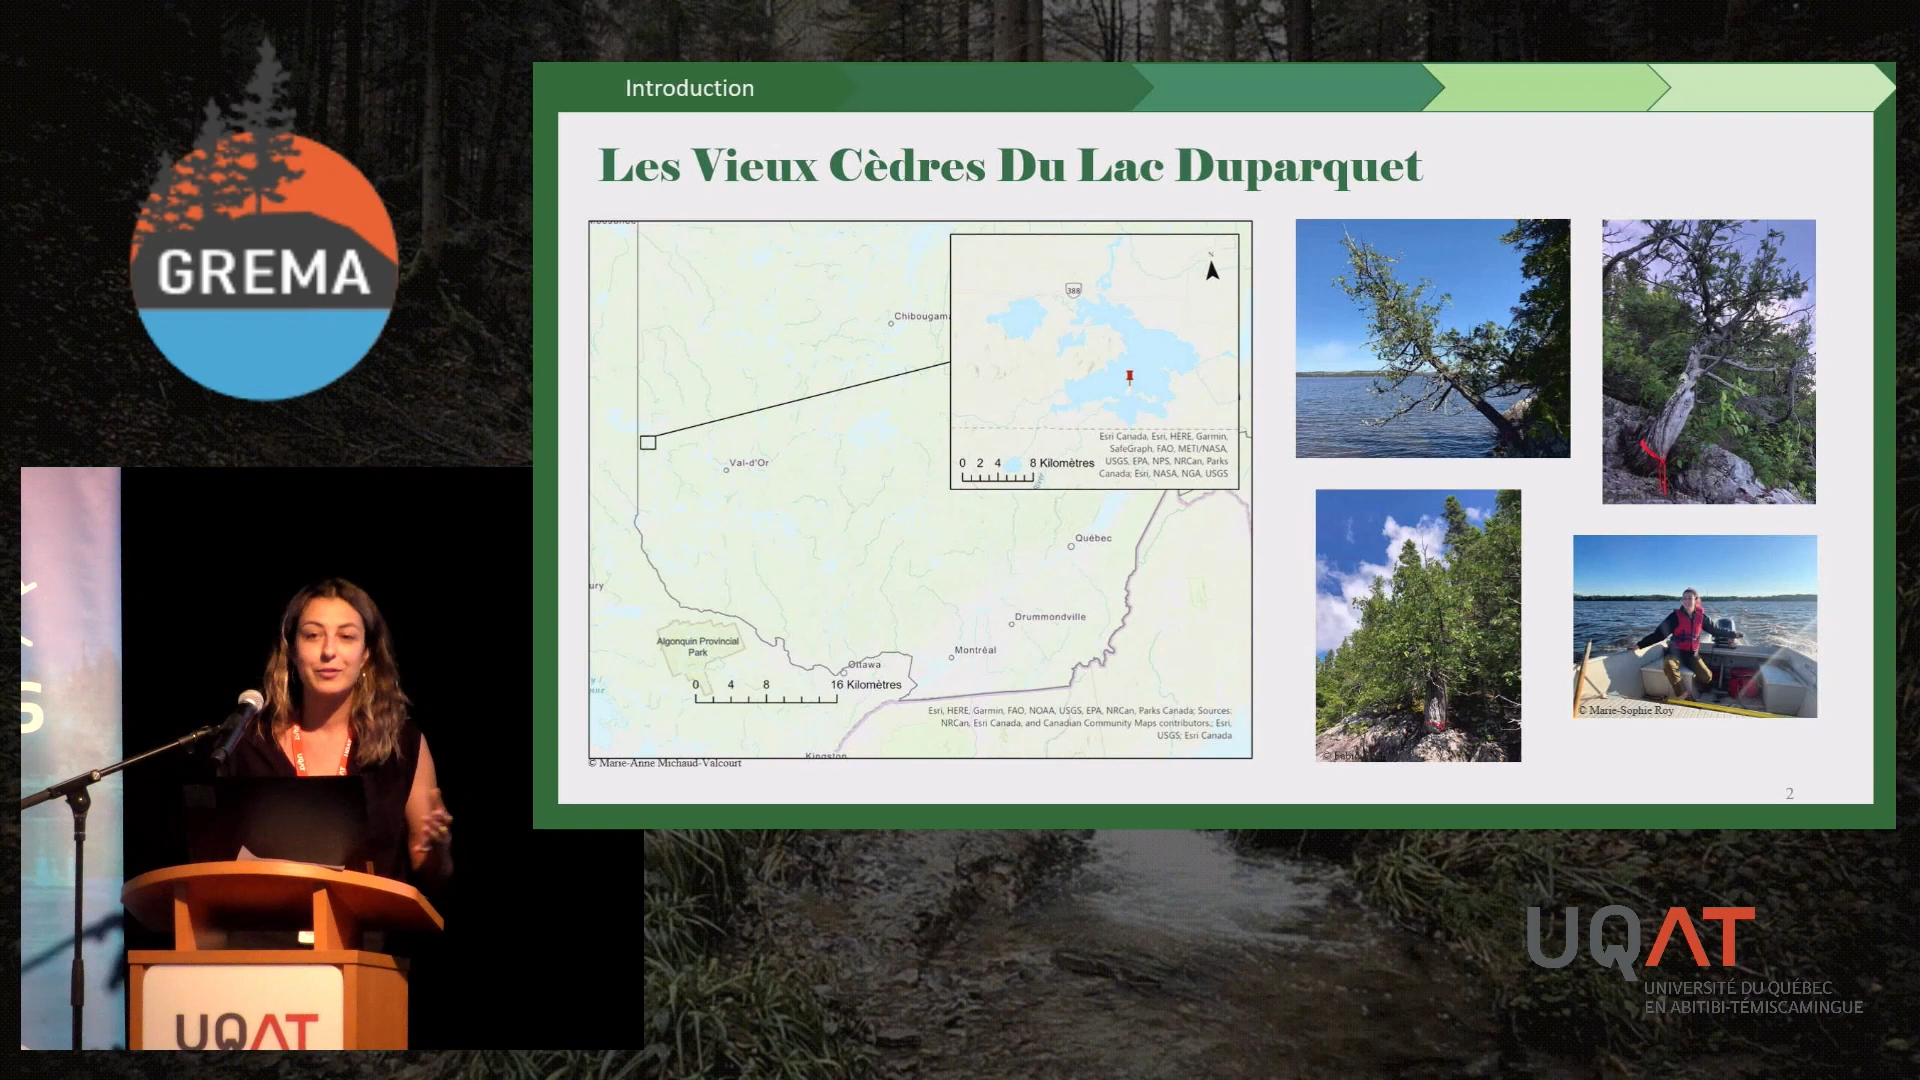 GREMA
Introduction
Les Vieux Cèdres Du Lac Duparquet
Chibougam
Val-d'Or
Québec
Drummondville
Montréal
Ottawa
Algonquin Provincial
Park
0 4 8 16 Kilomètres
Kingston
ury
N
388
0 2 4 8 Kilomètres
Esri Canada, Esri, HERE, Garmin,
SafeGraph, FAO, METI/NASA,
USGS, EPA, NPS, NRCan, Parks
Canada; Esri, NASA, NGA, USGS
River
Esri, HERE, Garmin, FAO, NOAA, USGS, EPA, NRCan, Parks Canada; Sources:
NRCan, Esri Canada, and Canadian Community Maps contributors.; Esri,
USGS; Esri Canada
© Marie-Anne Michaud-Valcourt
© Marie-Sophie Roy
2
UQAT
UQAT
UNIVERSITÉ DU QUÉBEC
EN ABITIBI-TÉMISCAMINGUE